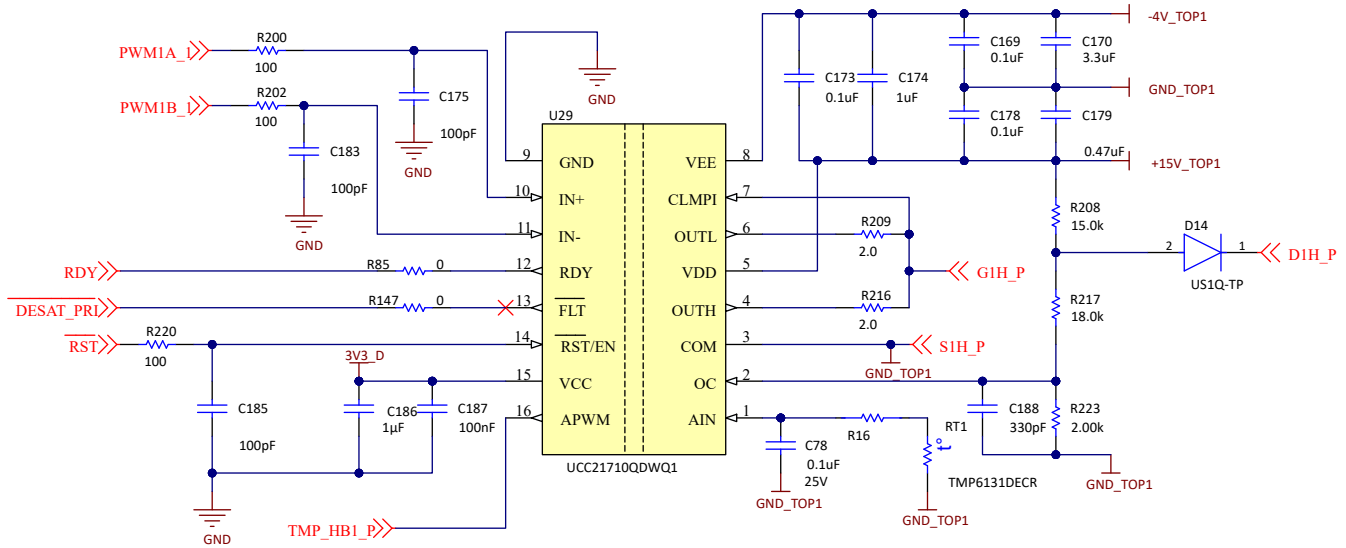 -4V_TOP1
R200
PWM1A_1
100
C169
0.1uF
C170
3.3uF
C173
0.1uF
C174
1uF
GND_TOP1
GND
C175
100pF
PWM1B_1
R202
100
U29
C178
0.1uF
C179
0.47uF
+15V_TOP1
C183
100pF
GND
GND
9 GND VEE 8
10 IN+ CLMPI 7
11 IN- OUTL 6
12 RDY VDD 5
13 FLT OUTH 4
14 RST/EN COM 3
15 VCC OC 2
16 APWM AIN 1
UCC21710QDWQ1
R209
2.0
R208
15.0k
D14
2 1
D1H_P
US1Q-TP
RDY
R85 0
G1H_P
DESAT_PRI
R147 0
R216
2.0
R217
18.0k
RST
R220
100
S1H_P
GND_TOP1
3V3_D
C185
100pF
C186
1µF
C187
100nF
C188
330pF
R223
2.00k
C78
0.1uF
25V
R16
RT1
t°
TMP6131DECR
GND_TOP1
GND_TOP1
GND_TOP1
GND
TMP_HB1_P